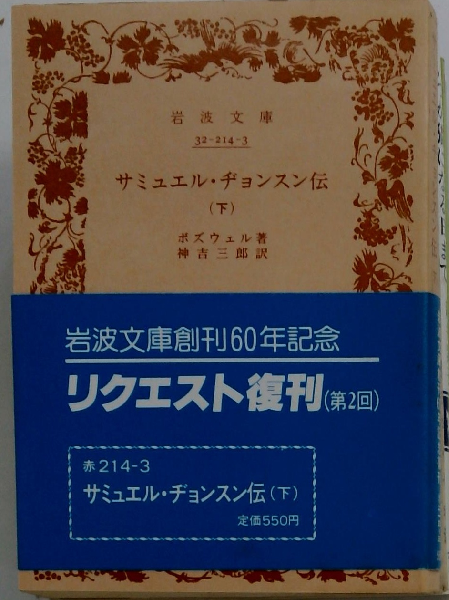 岩波文庫
32-214-3
サミュエル・ヂョンスン伝
(下)
ボズウェル著
神吉三郎訳
岩波文庫創刊60年記念
リクエスト復刊(第2回)
赤214-3
サミュエル・ヂョンスン伝(下)
定価550円